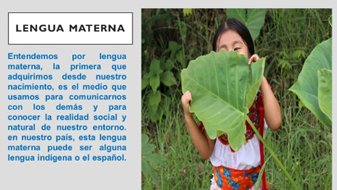 LENGUA MATERNA
Entendemos por lengua
materna, la primera que
adquirimos desde nuestro
nacimiento, es el medio que
usamos para comunicarnos
con los demás y para
conocer la realidad social y
natural de nuestro entorno.
en nuestro país, esta lengua
materna puede ser alguna
lengua indígena o el español.